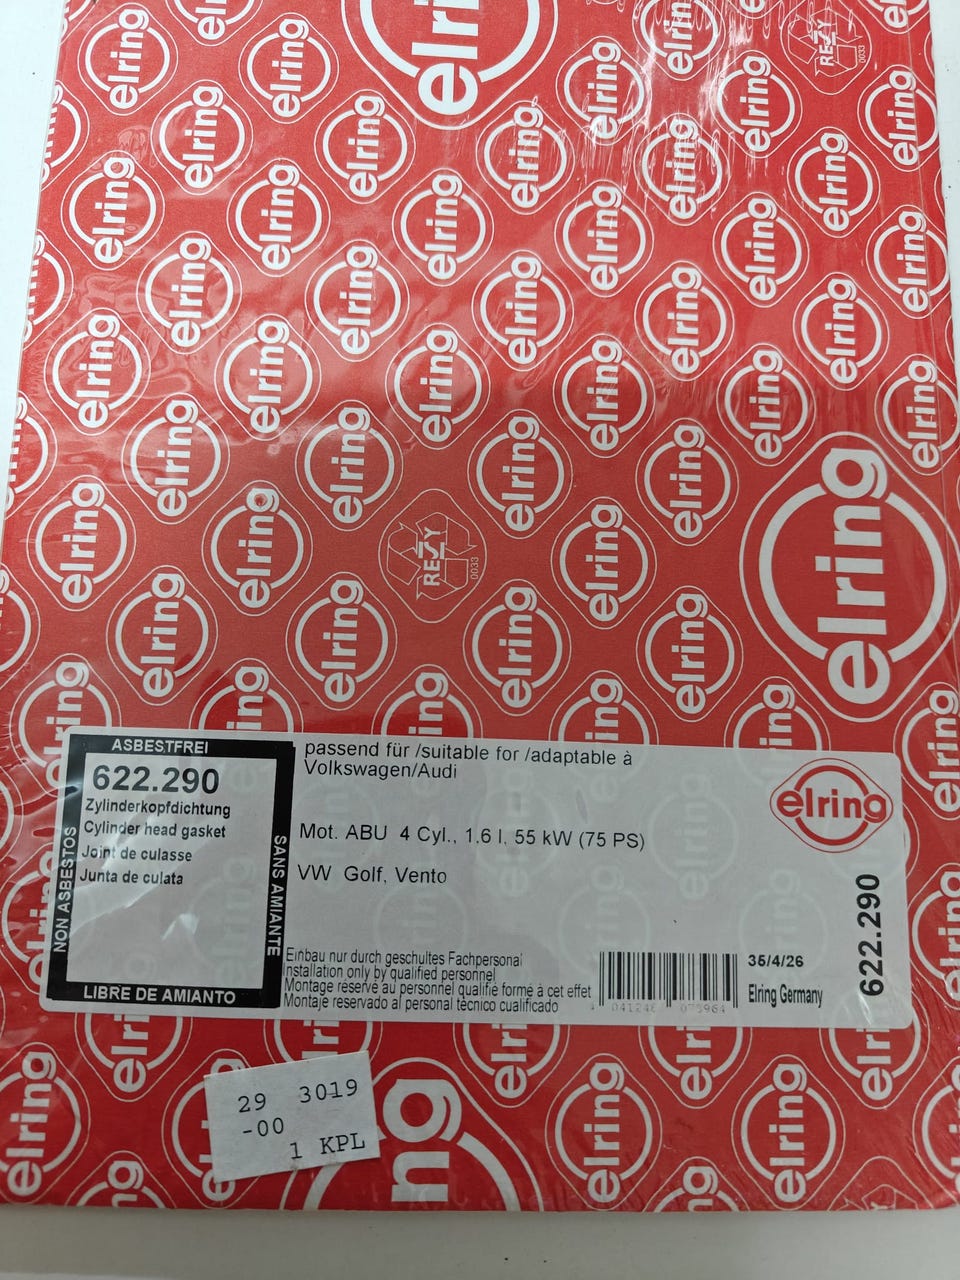 elring
RESY
0033
ASBESTFREI
NON ASBESTOS
SANS AMIANTE
LIBRE DE AMIANTO
622.290
Zylinderkopfdichtung
Cylinder head gasket
Joint de culasse
Junta de culata
passend für /suitable for /adaptable à
Volkswagen/Audi
Mot. ABU 4 Cyl., 1,6 l, 55 kW (75 PS)
VW Golf, Vento
Einbau nur durch geschultes Fachpersonal
Installation only by qualified personnel
Montage réservé au personnel qualifié formé à cet effet
Montaje reservado al personal técnico cualificado
35/4/26
Elring Germany
elring
622.290
29 3019
-00
1 KPL